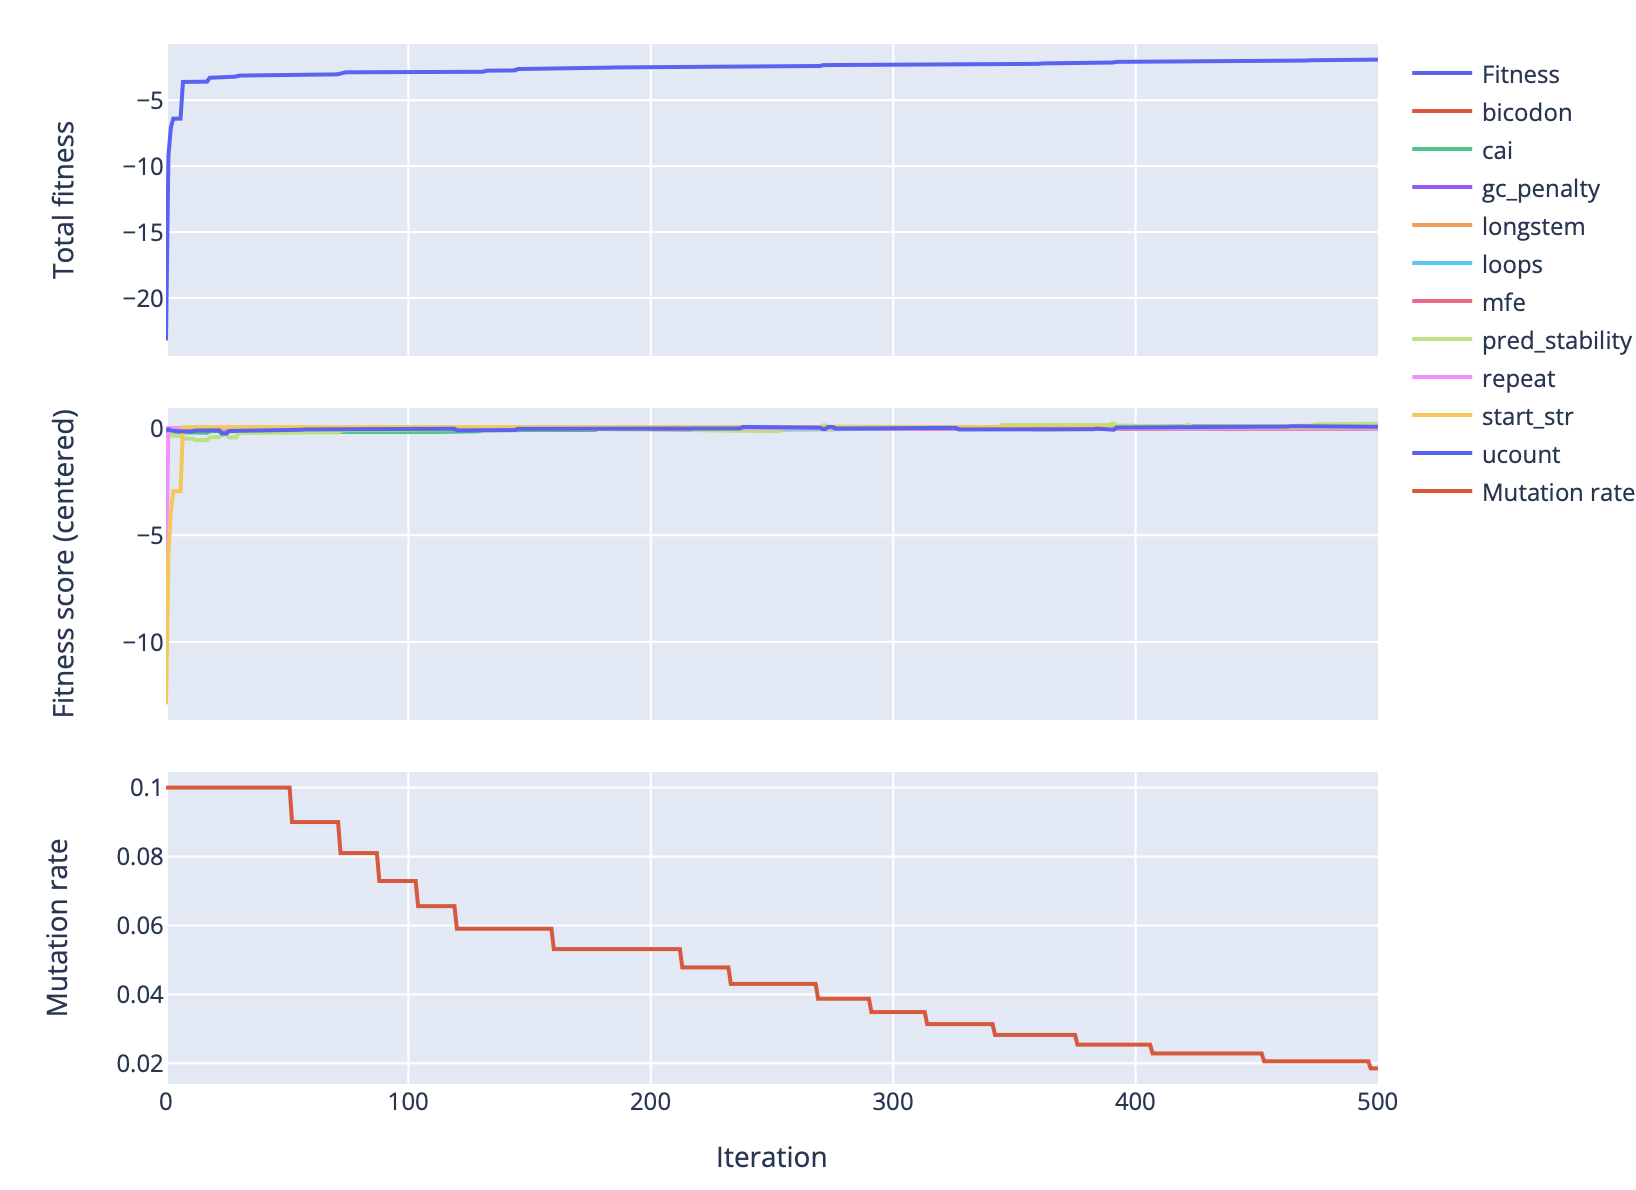 Total fitness
−5
−10
−15
−20
Fitness score (centered)
0
−5
−10
Mutation rate
0.1
0.08
0.06
0.04
0.02
0 100 200 300 400 500
Iteration
Fitness
bicodon
cai
gc_penalty
longstem
loops
mfe
pred_stability
repeat
start_str
ucount
Mutation rate